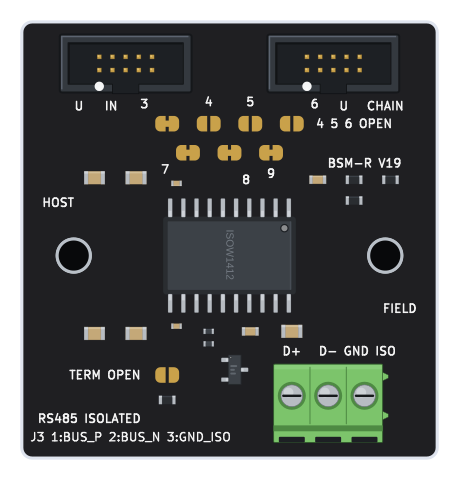 U IN 3 4 5 6 U CHAIN
4 5 6 OPEN
BSM-R V19
7 8 9
HOST
ISOW1412
FIELD
D+ D- GND ISO
TERM OPEN
RS485 ISOLATED
J3 1:BUS_P 2:BUS_N 3:GND_ISO